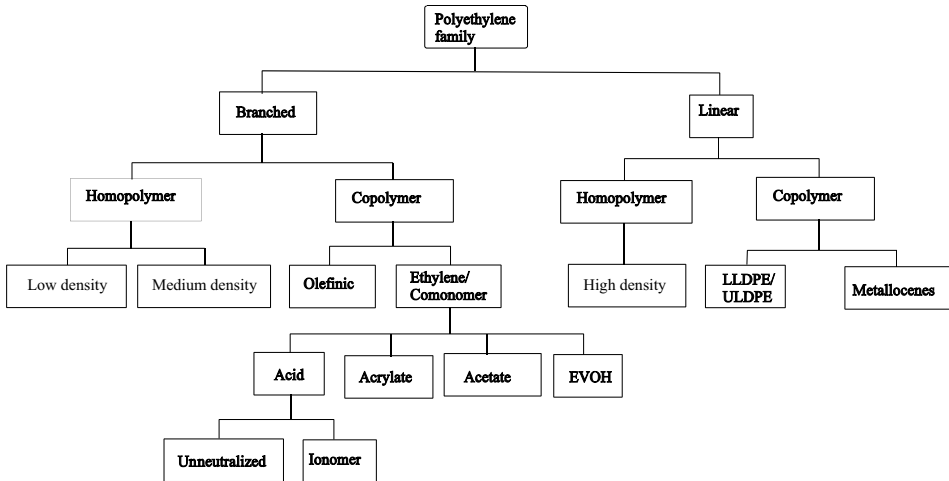 Polyethylene
family
Branched
Linear
Homopolymer
Copolymer
Homopolymer
Copolymer
Low density
Medium density
Olefinic
Ethylene/
Comonomer
High density
LLDPE/
ULDPE
Metallocenes
Acid
Acrylate
Acetate
EVOH
Unneutralized
Ionomer